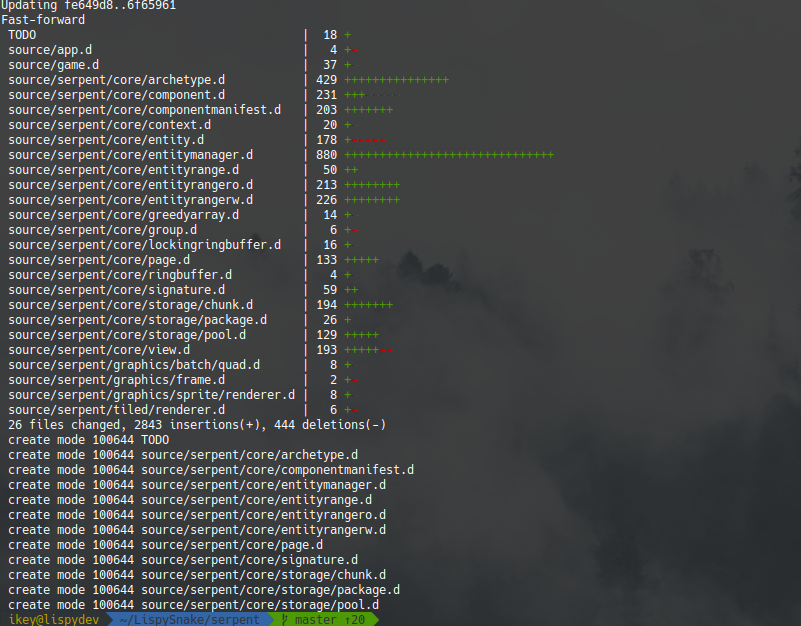 Updating fe649d8..6f65961
Fast-forward
TODO | 18 +
source/app.d | 4 +-
source/game.d | 37 +
source/serpent/core/archetype.d | 429 +++++++++++++++
source/serpent/core/component.d | 231 +++----
source/serpent/core/componentmanifest.d | 203 +++++++
source/serpent/core/context.d | 20 +
source/serpent/core/entity.d | 178 +-----
source/serpent/core/entitymanager.d | 880 ++++++++++++++++++++++++++++++
source/serpent/core/entityrange.d | 50 ++
source/serpent/core/entityrangero.d | 213 ++++++++
source/serpent/core/entityrangerw.d | 226 ++++++++
source/serpent/core/greedyarray.d | 14 +
source/serpent/core/group.d | 6 +-
source/serpent/core/lockingringbuffer.d | 16 +
source/serpent/core/page.d | 133 +++++
source/serpent/core/ringbuffer.d | 4 +
source/serpent/core/signature.d | 59 ++
source/serpent/core/storage/chunk.d | 194 +++++++
source/serpent/core/storage/package.d | 26 +
source/serpent/core/storage/pool.d | 129 +++++
source/serpent/core/view.d | 193 +++++--
source/serpent/graphics/batch/quad.d | 8 +
source/serpent/graphics/frame.d | 2 +-
source/serpent/graphics/sprite/renderer.d | 8 +
source/serpent/tiled/renderer.d | 6 +-
26 files changed, 2843 insertions(+), 444 deletions(-)
create mode 100644 TODO
create mode 100644 source/serpent/core/archetype.d
create mode 100644 source/serpent/core/componentmanifest.d
create mode 100644 source/serpent/core/entitymanager.d
create mode 100644 source/serpent/core/entityrange.d
create mode 100644 source/serpent/core/entityrangero.d
create mode 100644 source/serpent/core/entityrangerw.d
create mode 100644 source/serpent/core/page.d
create mode 100644 source/serpent/core/signature.d
create mode 100644 source/serpent/core/storage/chunk.d
create mode 100644 source/serpent/core/storage/package.d
create mode 100644 source/serpent/core/storage/pool.d
ikey@lispydev ~/LispySnake/serpent master ↑20